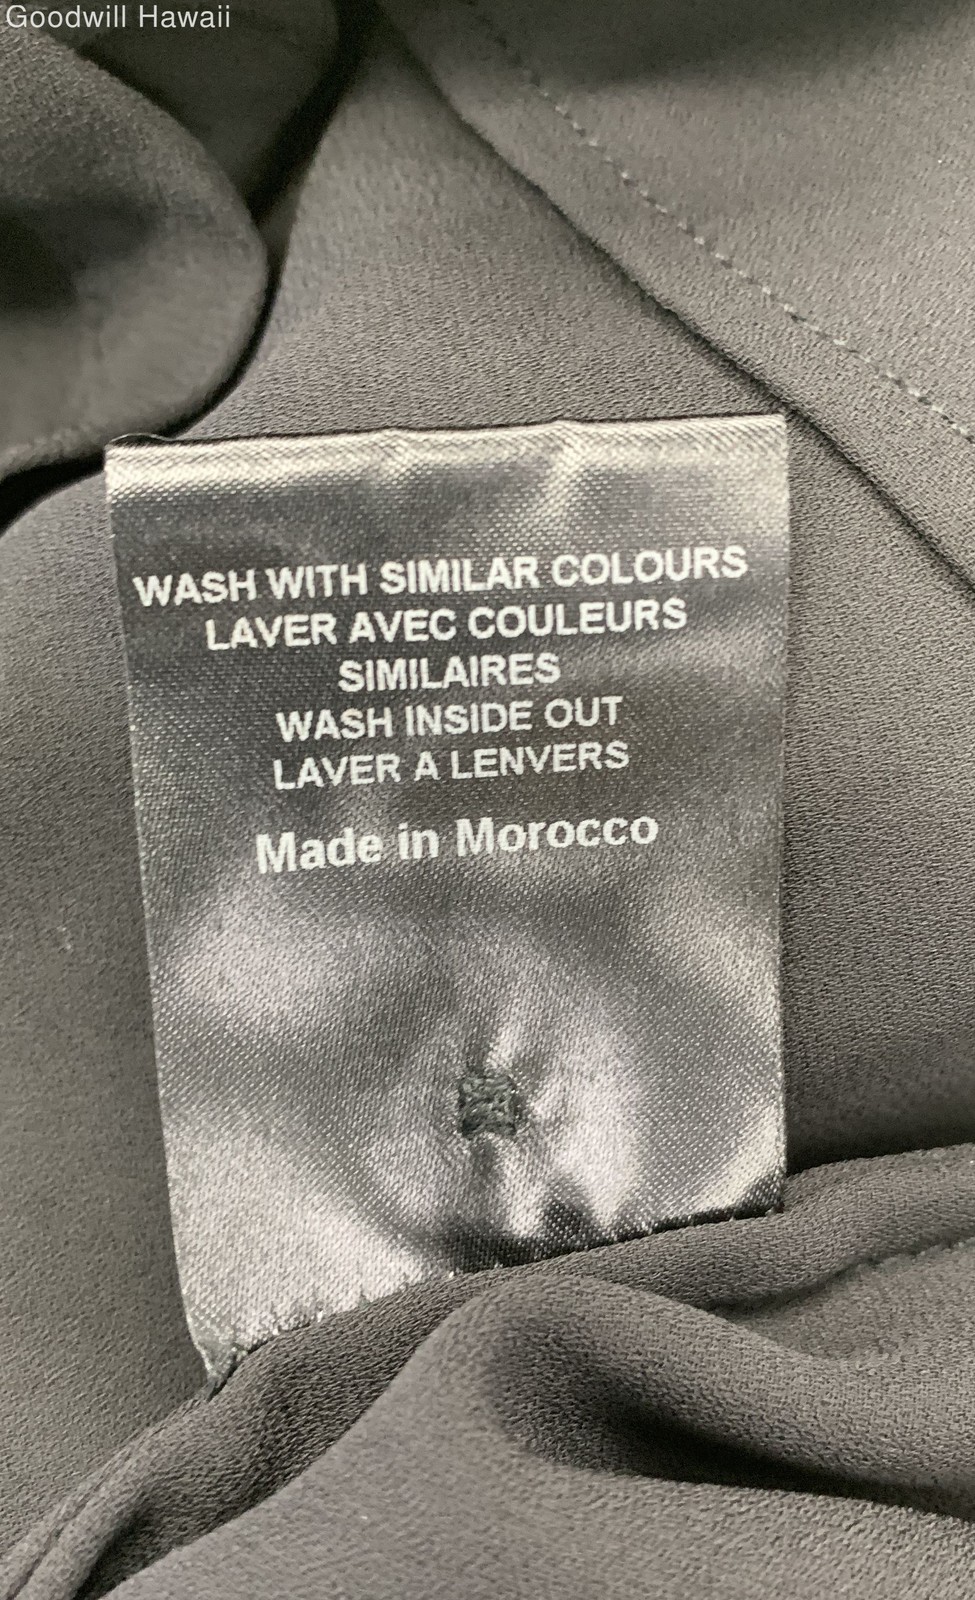 Goodwill Hawaii
WASH WITH SIMILAR COLOURS
LAVER AVEC COULEURS
SIMILAIRES
WASH INSIDE OUT
LAVER A LENVERS
Made in Morocco